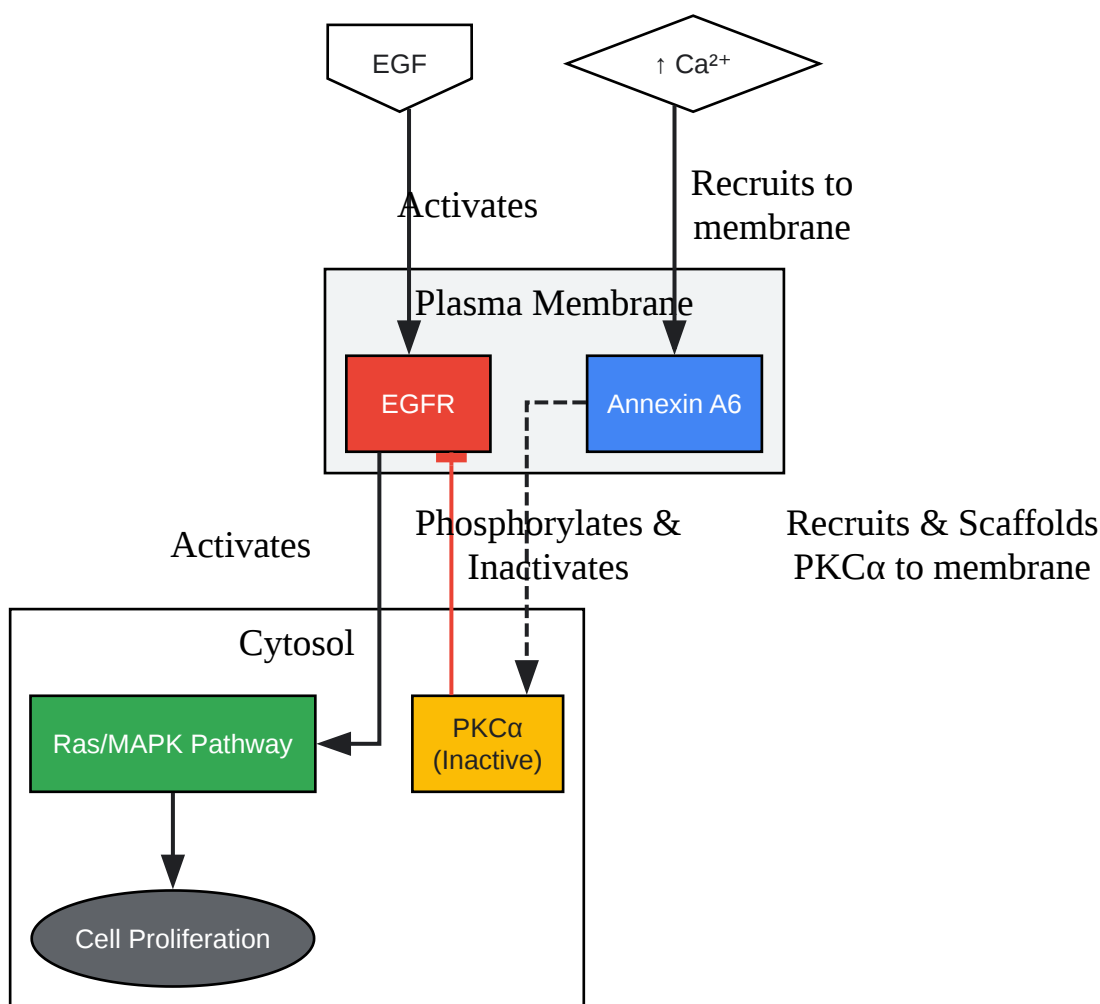 EGF
↑ Ca²⁺
Activates
Recruits to
membrane
Plasma Membrane
EGFR
Annexin A6
Activates
Phosphorylates &
Inactivates
Recruits & Scaffolds
PKCα to membrane
Cytosol
Ras/MAPK Pathway
PKCα
(Inactive)
Cell Proliferation